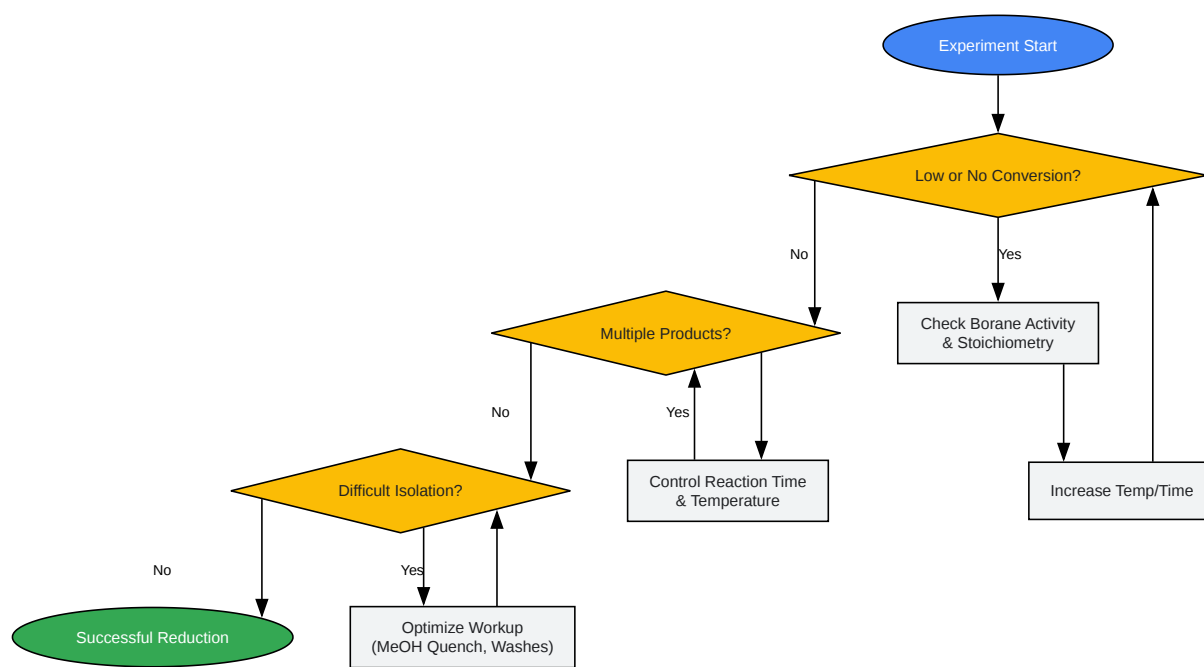 Experiment Start
Low or No Conversion?
No
Yes
Check Borane Activity
& Stoichiometry
Multiple Products?
No
Yes
Control Reaction Time
& Temperature
Increase Temp/Time
Difficult Isolation?
No
Yes
Successful Reduction
Optimize Workup
(MeOH Quench, Washes)